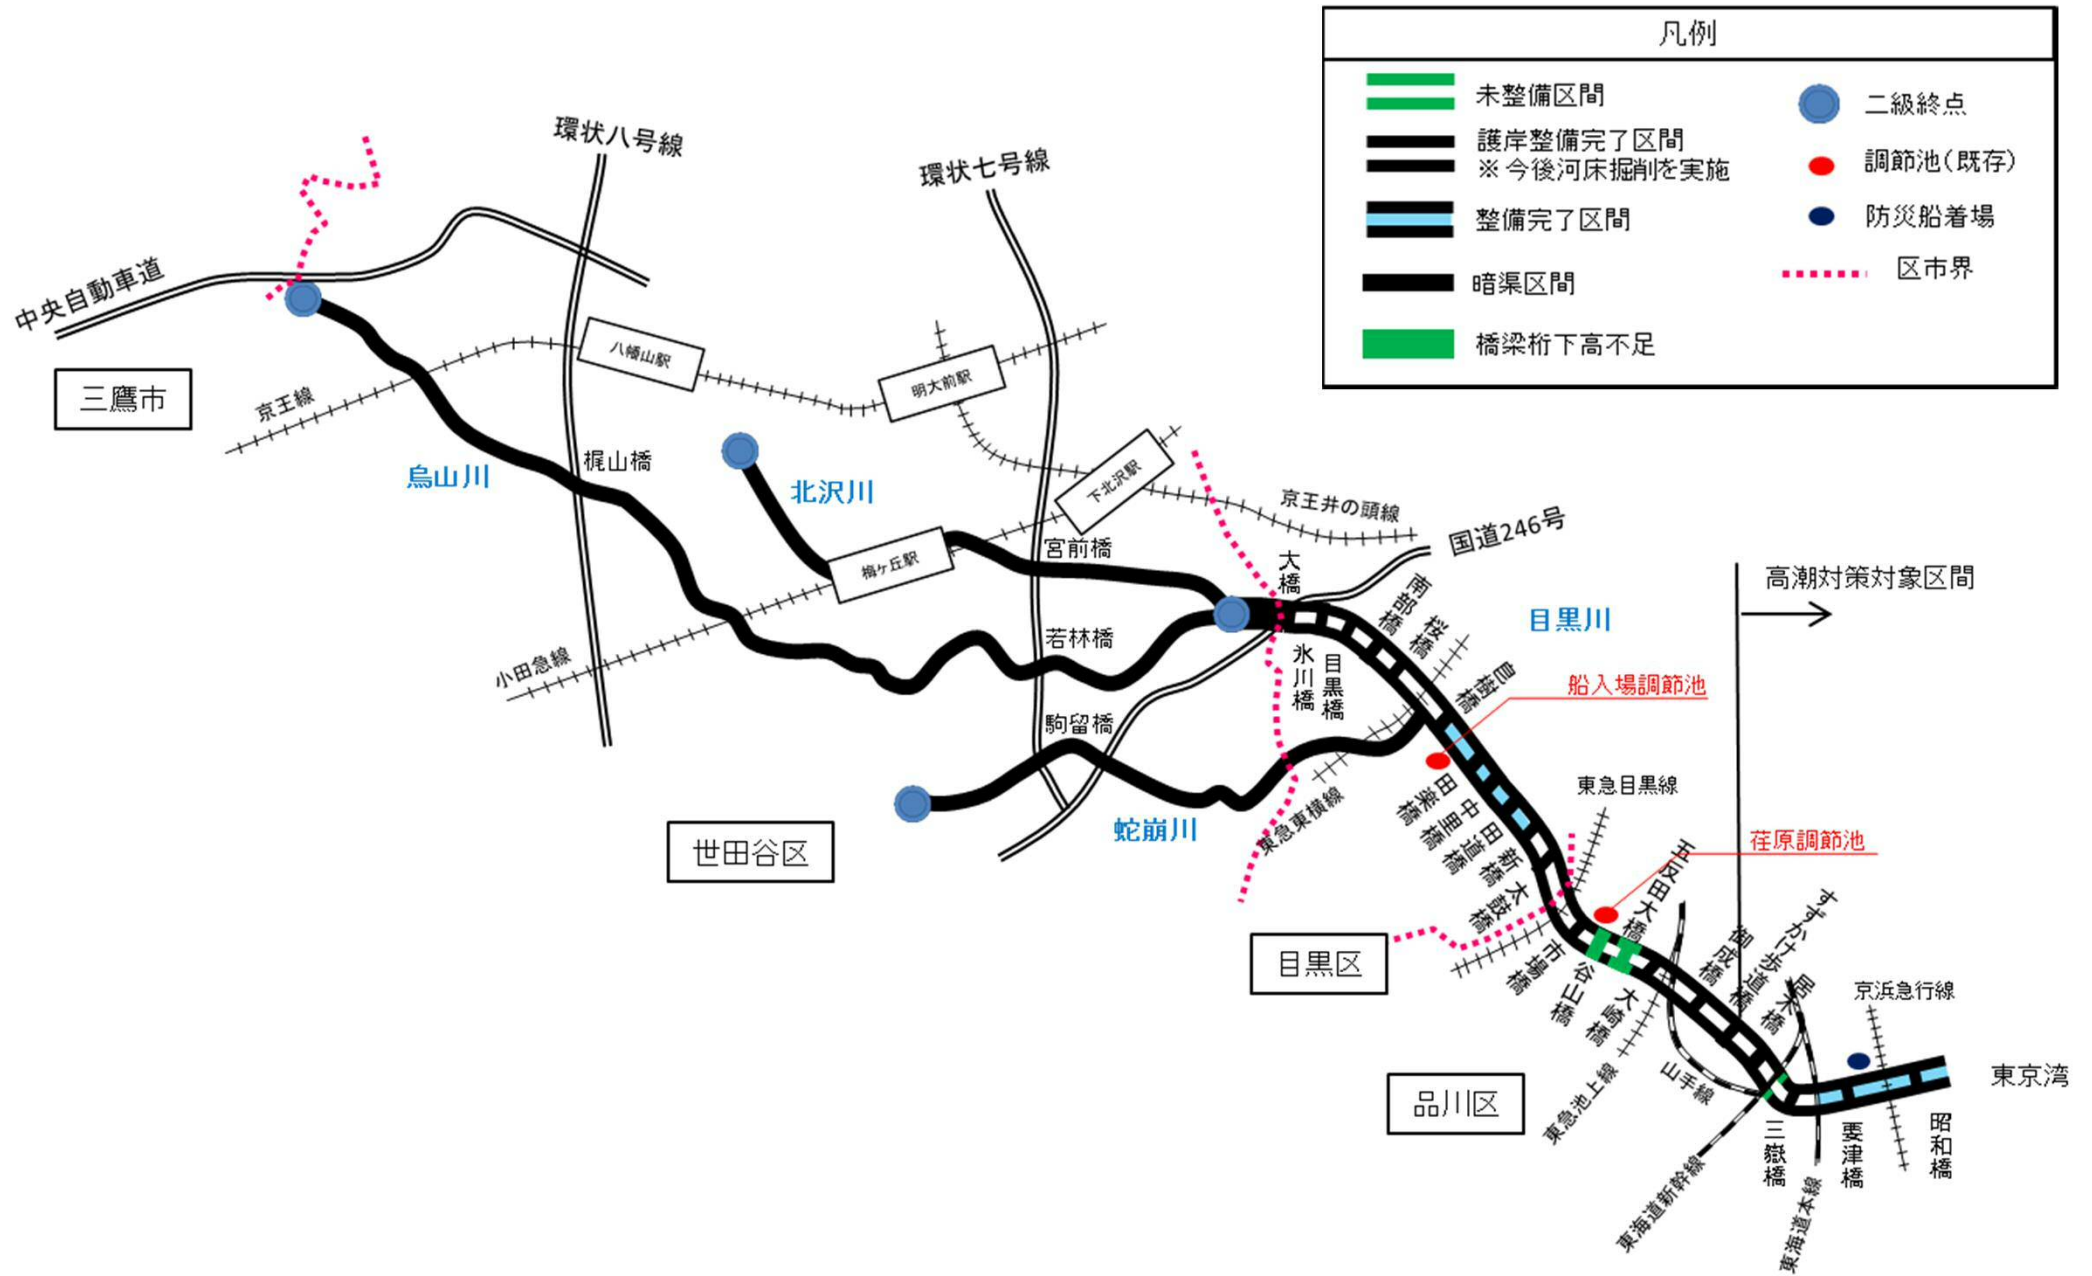 凡例
未整備区間
護岸整備完了区間
※今後河床掘削を実施
整備完了区間
暗渠区間
橋梁桁下高不足
二級終点
調節池(既存)
防災船着場
区市界
環状八号線
環状七号線
中央自動車道
三鷹市
京王線
八幡山駅
明大前駅
烏山川
梶山橋
北沢川
下北沢駅
京王井の頭線
国道246号
梅ヶ丘駅
宮前橋
大橋
南部橋
桜橋
目黒川
高潮対策対象区間
小田急線
若林橋
氷川橋
目黒橋
皀樹橋
船入場調節池
駒留橋
世田谷区
蛇崩川
東急東横線
田楽橋
中里橋
田道橋
新橋
太鼓橋
東急目黒線
荏原調節池
五反田大橋
目黒区
市場橋
谷山橋
大崎橋
御成橋
すずかけ歩道橋
居木橋
京浜急行線
品川区
東急池上線
山手線
東京湾
三嶽橋
要津橋
昭和橋
東海道新幹線
東海道本線